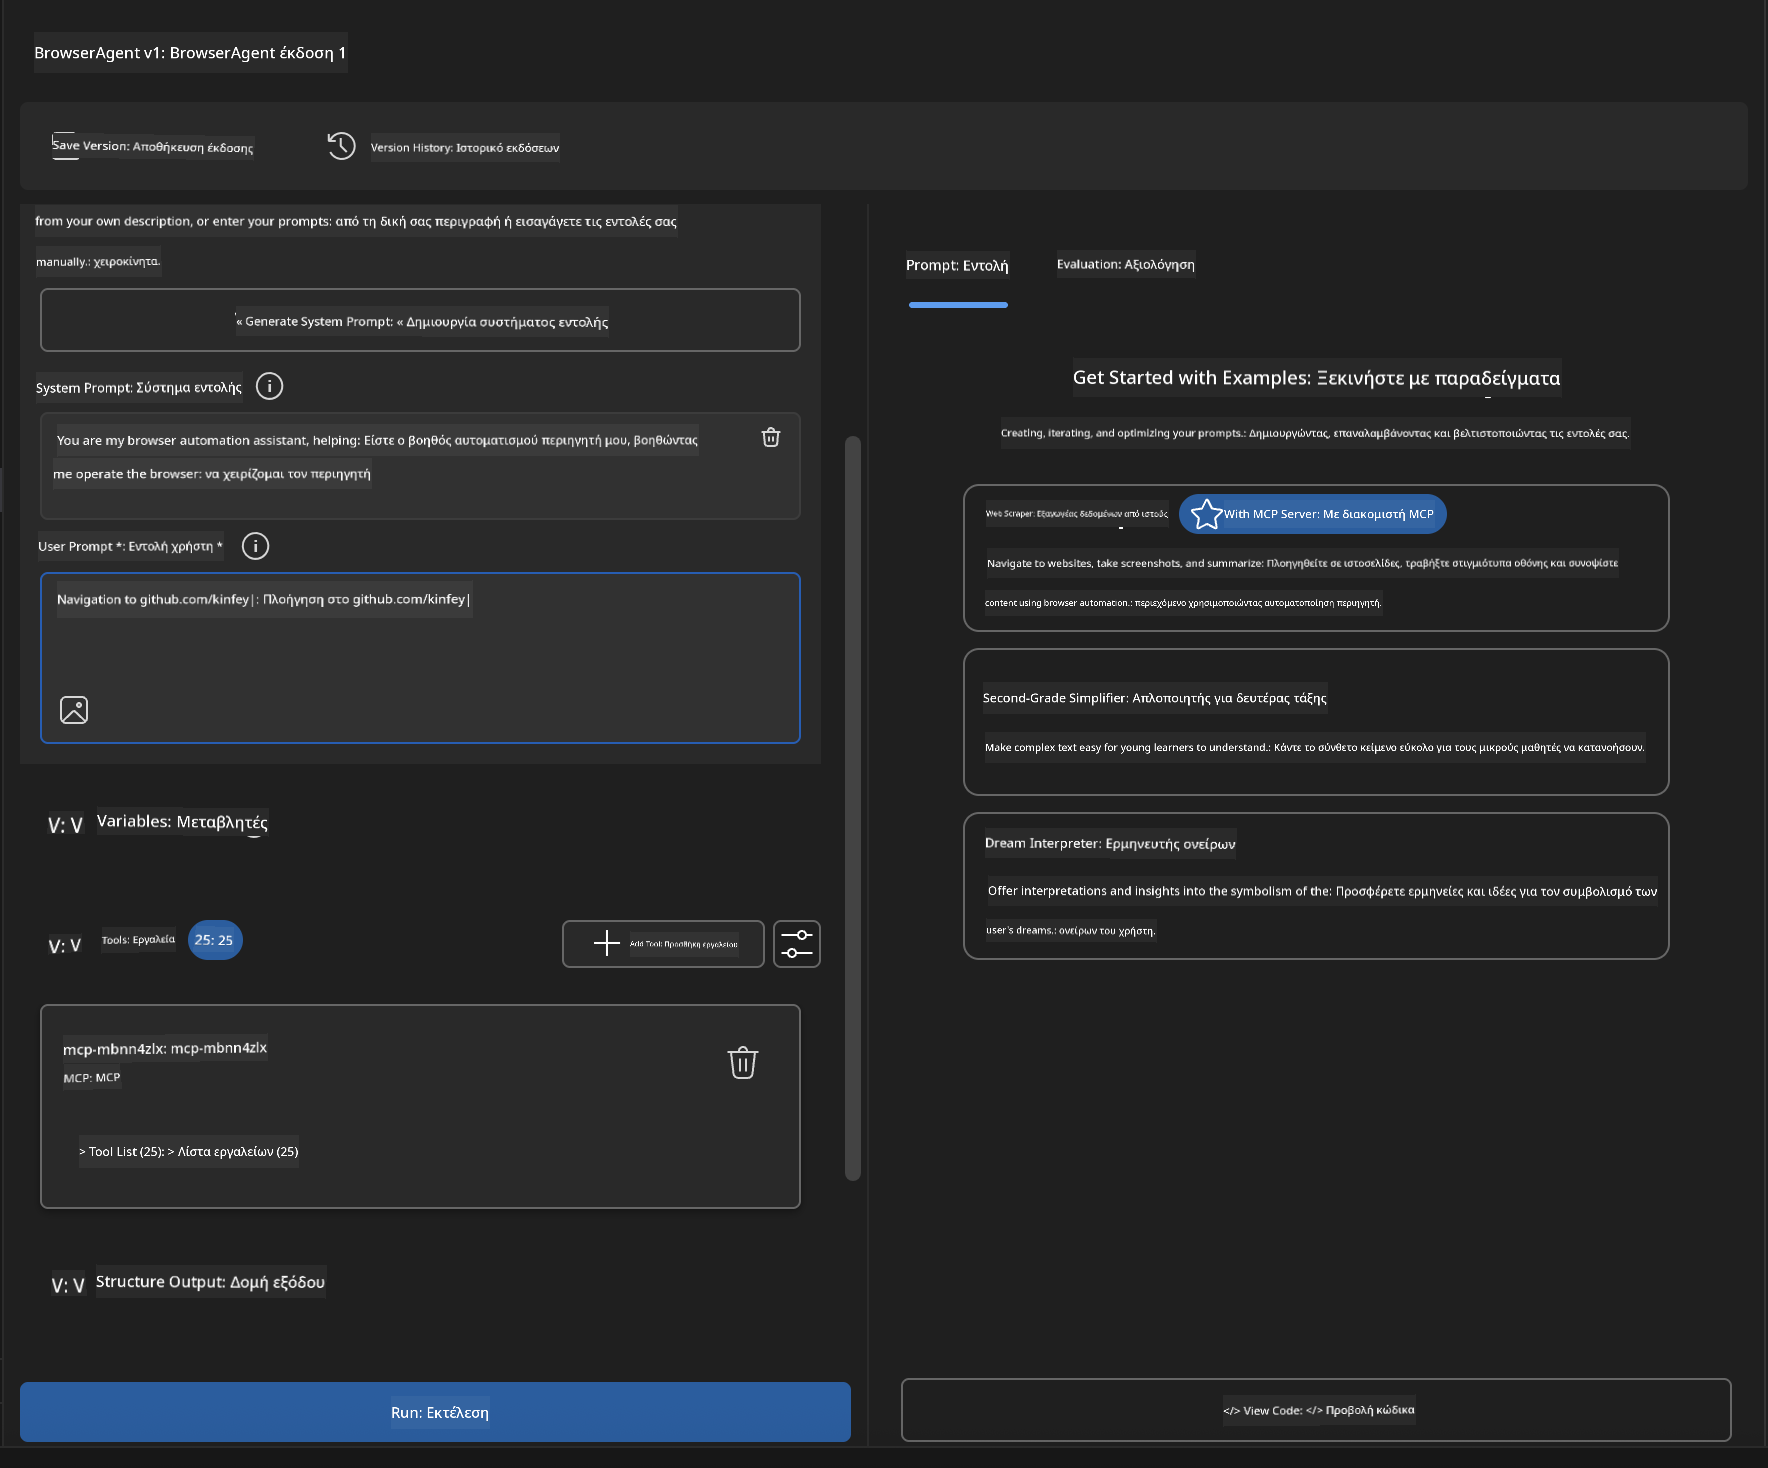 BrowserAgent v1: BrowserAgent έκδοση 1
Save Version: Αποθήκευση έκδοσης
Version History: Ιστορικό εκδόσεων
from your own description, or enter your prompts: από τη δική σας περιγραφή ή εισαγάγετε τις εντολές σας
manually.: χειροκίνητα.
« Generate System Prompt: « Δημιουργία συστήματος εντολής
System Prompt: Σύστημα εντολής
You are my browser automation assistant, helping: Είστε ο βοηθός αυτοματισμού περιηγητή μου, βοηθώντας
me operate the browser: να χειρίζομαι τον περιηγητή
User Prompt *: Εντολή χρήστη *
Navigation to github.com/kinfey|: Πλοήγηση στο github.com/kinfey|
V: V
Variables: Μεταβλητές
V: V
Tools: Εργαλεία
25: 25
Add Tool: Προσθήκη εργαλείου
mcp-mbnn4zlx: mcp-mbnn4zlx
MCP: MCP
> Tool List (25): > Λίστα εργαλείων (25)
V: V
Structure Output: Δομή εξόδου
Run: Εκτέλεση
Prompt: Εντολή
Evaluation: Αξιολόγηση
Get Started with Examples: Ξεκινήστε με παραδείγματα
Creating, iterating, and optimizing your prompts.: Δημιουργώντας, επαναλαμβάνοντας και βελτιστοποιώντας τις εντολές σας.
Web Scraper: Εξαγωγέας δεδομένων από ιστούς
With MCP Server: Με διακομιστή MCP
Navigate to websites, take screenshots, and summarize: Πλοηγηθείτε σε ιστοσελίδες, τραβήξτε στιγμιότυπα οθόνης και συνοψίστε
content using browser automation.: περιεχόμενο χρησιμοποιώντας αυτοματοποίηση περιηγητή.
Second-Grade Simplifier: Απλοποιητής για δευτέρας τάξης
Make complex text easy for young learners to understand.: Κάντε το σύνθετο κείμενο εύκολο για τους μικρούς μαθητές να κατανοήσουν.
Dream Interpreter: Ερμηνευτής ονείρων
Offer interpretations and insights into the symbolism of the: Προσφέρετε ερμηνείες και ιδέες για τον συμβολισμό των
user's dreams.: ονείρων του χρήστη.
</> View Code: </> Προβολή κώδικα